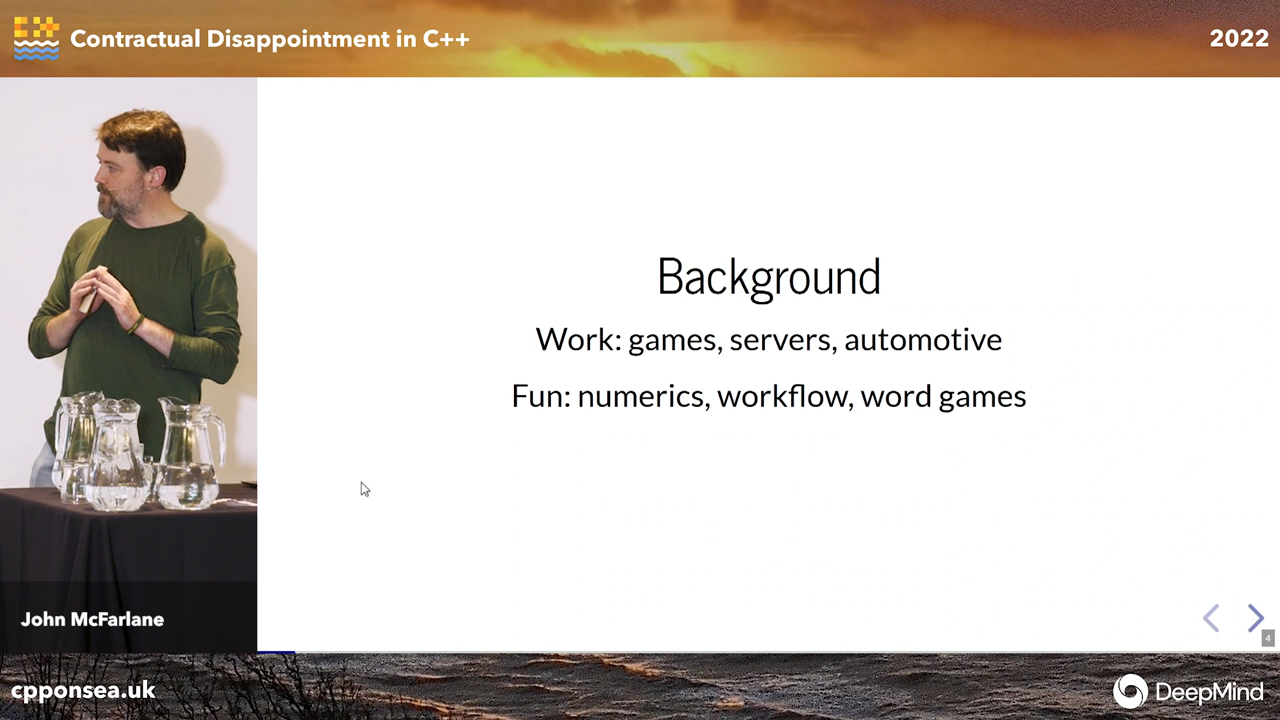 Contractual Disappointment in C++
2022
Background
Work: games, servers, automotive
Fun: numerics, workflow, word games
4
John McFarlane
cpponsea.uk
DeepMind